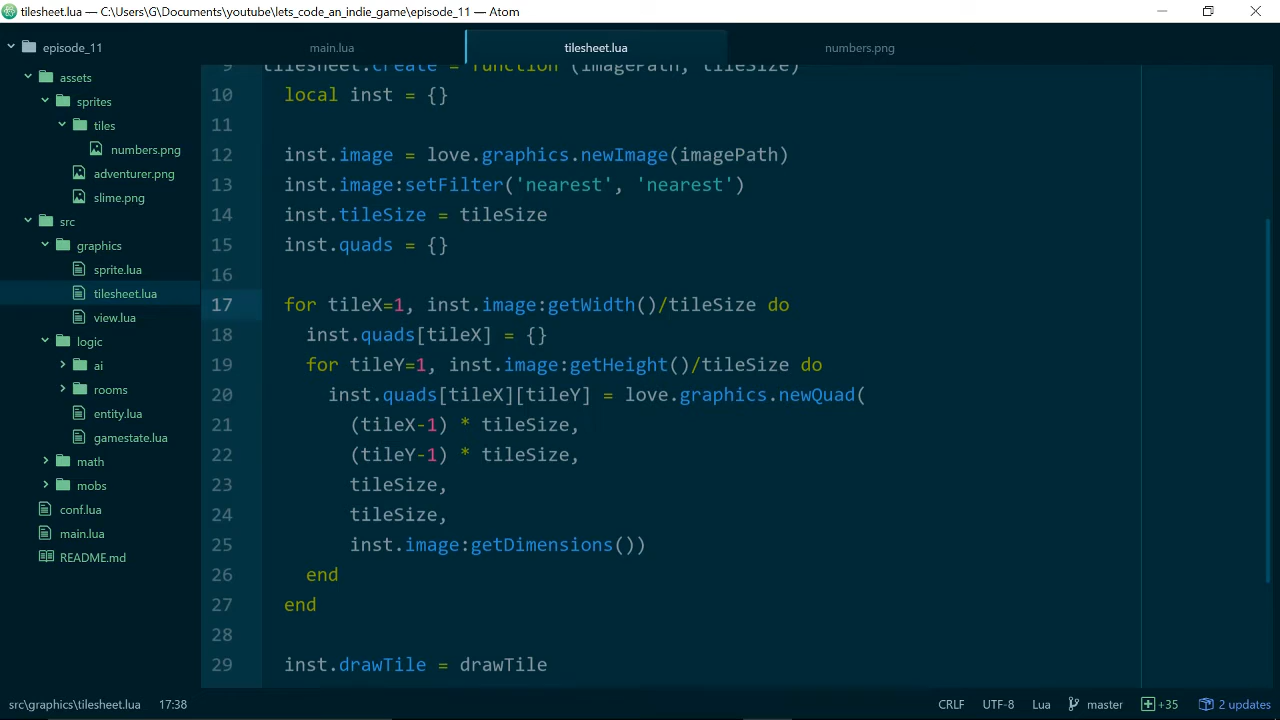 tilesheet.lua — C:\Users\G\Documents\youtube\lets_code_an_indie_game\episode_11 — Atom
episode_11
main.lua
tilesheet.lua
numbers.png
assets
sprites
tiles
numbers.png
adventurer.png
slime.png
src
graphics
sprite.lua
tilesheet.lua
view.lua
logic
ai
rooms
entity.lua
gamestate.lua
math
mobs
conf.lua
main.lua
README.md
9 tilesheet.create = function (imagePath, tileSize)
10 local inst = {}
11
12 inst.image = love.graphics.newImage(imagePath)
13 inst.image:setFilter('nearest', 'nearest')
14 inst.tileSize = tileSize
15 inst.quads = {}
16
17 for tileX=1, inst.image:getWidth()/tileSize do
18 inst.quads[tileX] = {}
19 for tileY=1, inst.image:getHeight()/tileSize do
20 inst.quads[tileX][tileY] = love.graphics.newQuad(
21 (tileX-1) * tileSize,
22 (tileY-1) * tileSize,
23 tileSize,
24 tileSize,
25 inst.image:getDimensions())
26 end
27 end
28
29 inst.drawTile = drawTile
src\graphics\tilesheet.lua 17:38
CRLF UTF-8 Lua master +35 2 updates